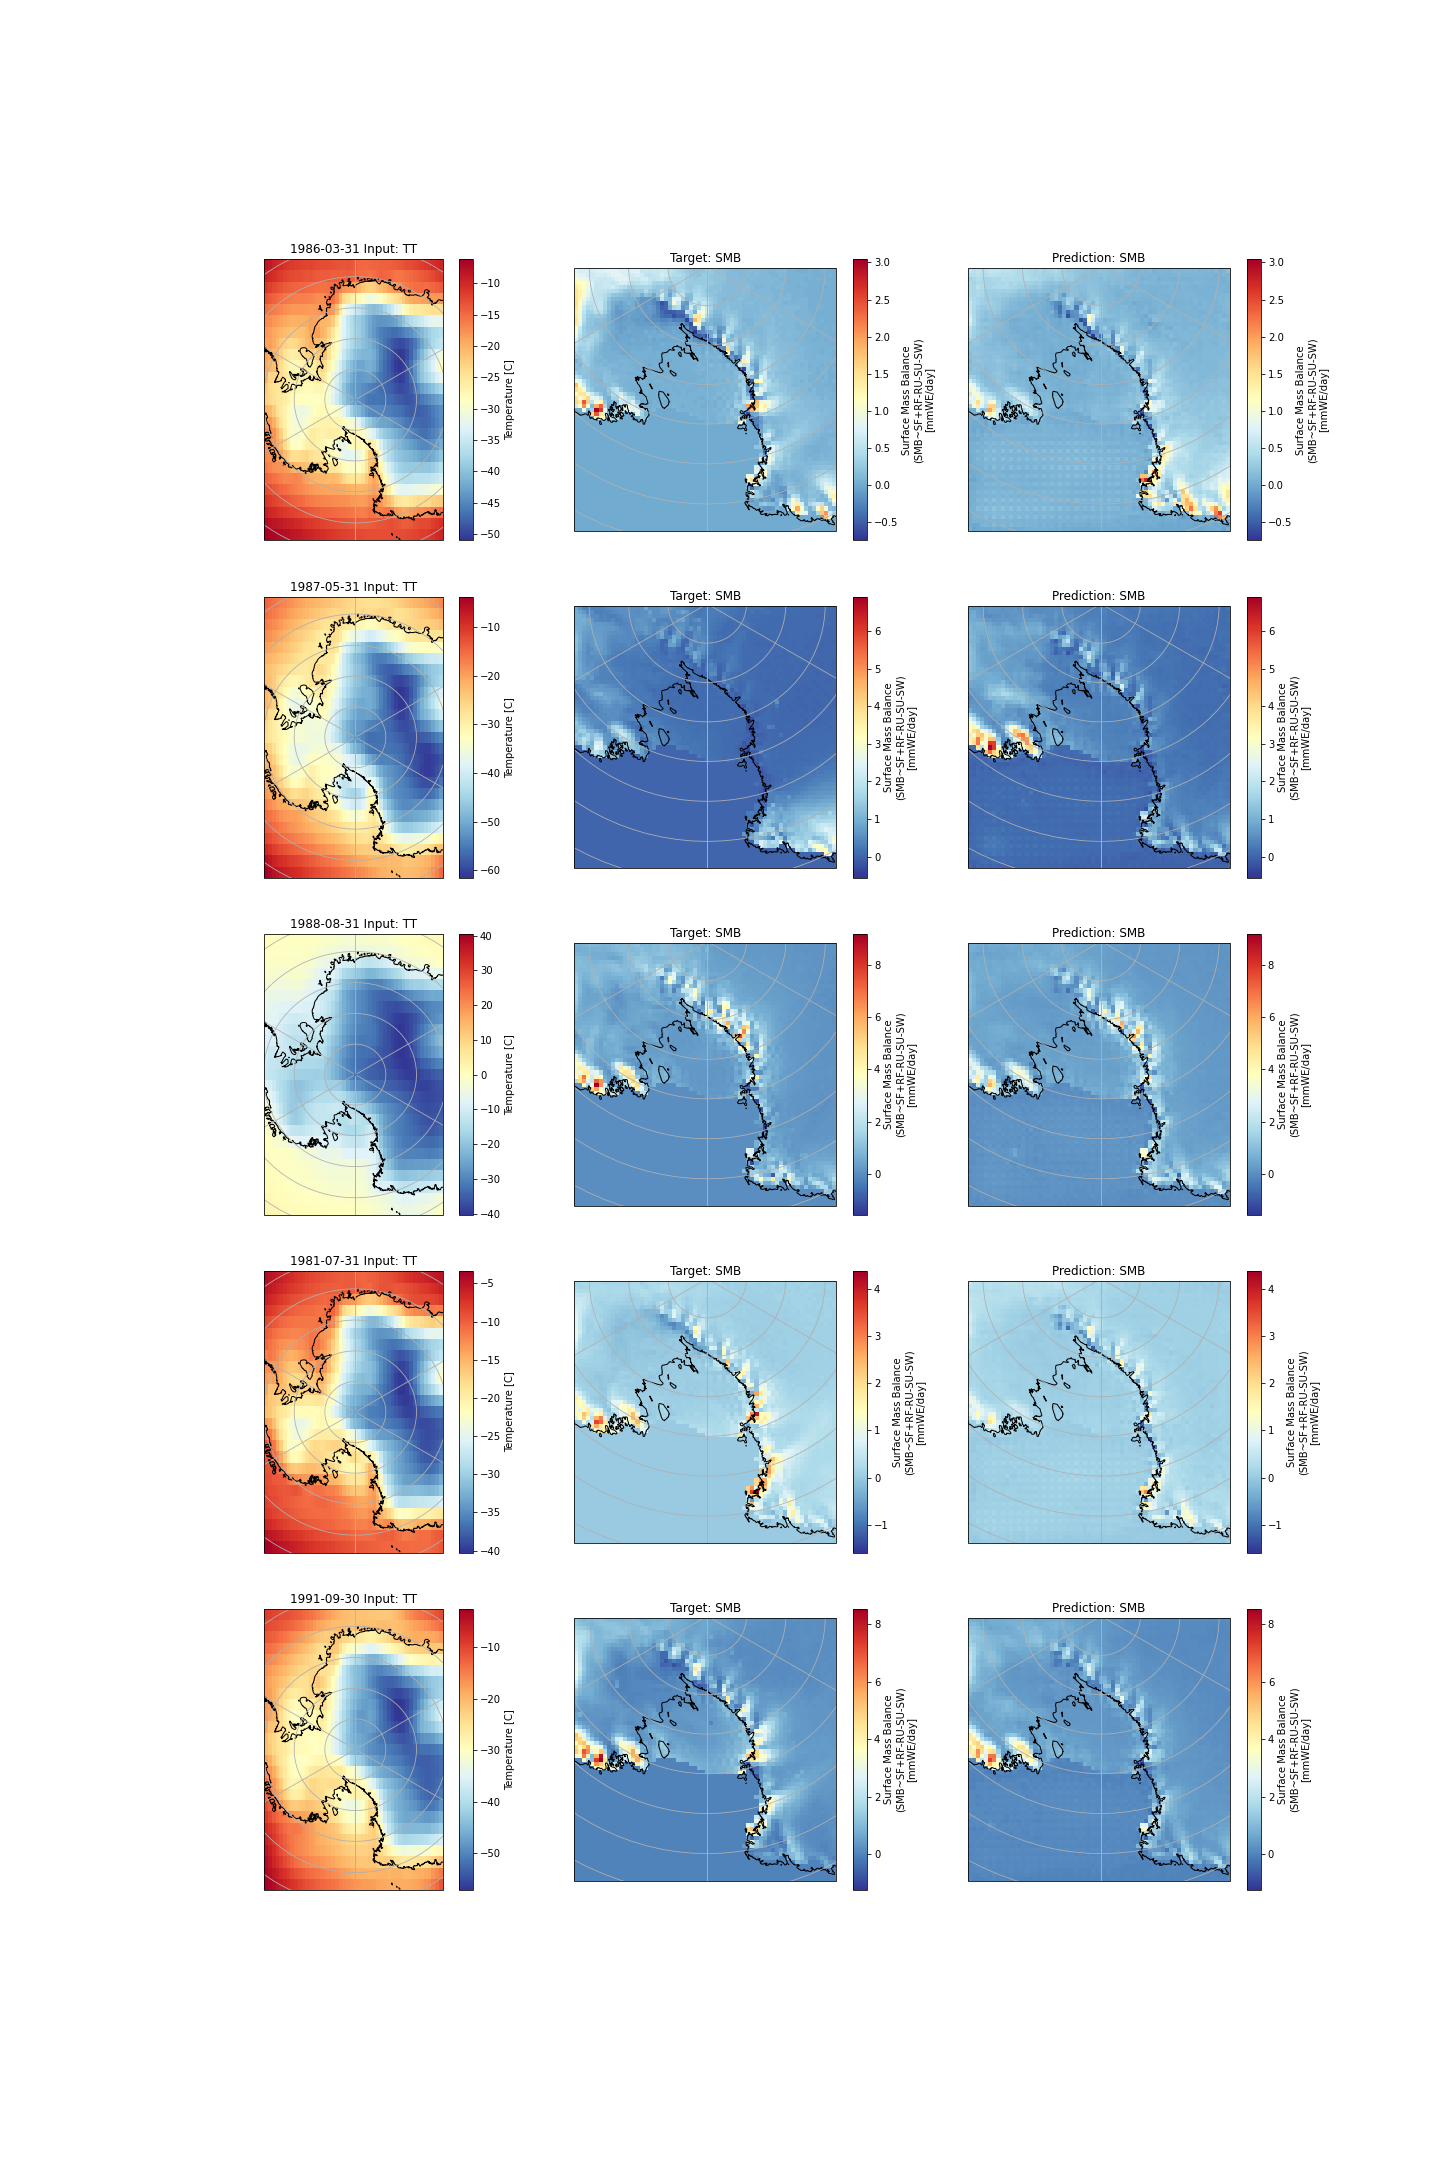 1986-03-31 Input: TT
−10
−15
−20
−25
−30
−35
−40
−45
−50
Temperature [C]
Target: SMB
3.0
2.5
2.0
1.5
1.0
0.5
0.0
−0.5
Surface Mass Balance
(SMB~SF+RF-RU-SU-SW)
[mmWE/day]
Prediction: SMB
3.0
2.5
2.0
1.5
1.0
0.5
0.0
−0.5
Surface Mass Balance
(SMB~SF+RF-RU-SU-SW)
[mmWE/day]
1987-05-31 Input: TT
−10
−20
−30
−40
−50
−60
Temperature [C]
Target: SMB
6
5
4
3
2
1
0
Surface Mass Balance
(SMB~SF+RF-RU-SU-SW)
[mmWE/day]
Prediction: SMB
6
5
4
3
2
1
0
Surface Mass Balance
(SMB~SF+RF-RU-SU-SW)
[mmWE/day]
1988-08-31 Input: TT
40
30
20
10
0
−10
−20
−30
−40
Temperature [C]
Target: SMB
8
6
4
2
0
Surface Mass Balance
(SMB~SF+RF-RU-SU-SW)
[mmWE/day]
Prediction: SMB
8
6
4
2
0
Surface Mass Balance
(SMB~SF+RF-RU-SU-SW)
[mmWE/day]
1981-07-31 Input: TT
−5
−10
−15
−20
−25
−30
−35
−40
Temperature [C]
Target: SMB
4
3
2
1
0
−1
Surface Mass Balance
(SMB~SF+RF-RU-SU-SW)
[mmWE/day]
Prediction: SMB
4
3
2
1
0
−1
Surface Mass Balance
(SMB~SF+RF-RU-SU-SW)
[mmWE/day]
1991-09-30 Input: TT
−10
−20
−30
−40
−50
Temperature [C]
Target: SMB
8
6
4
2
0
Surface Mass Balance
(SMB~SF+RF-RU-SU-SW)
[mmWE/day]
Prediction: SMB
8
6
4
2
0
Surface Mass Balance
(SMB~SF+RF-RU-SU-SW)
[mmWE/day]